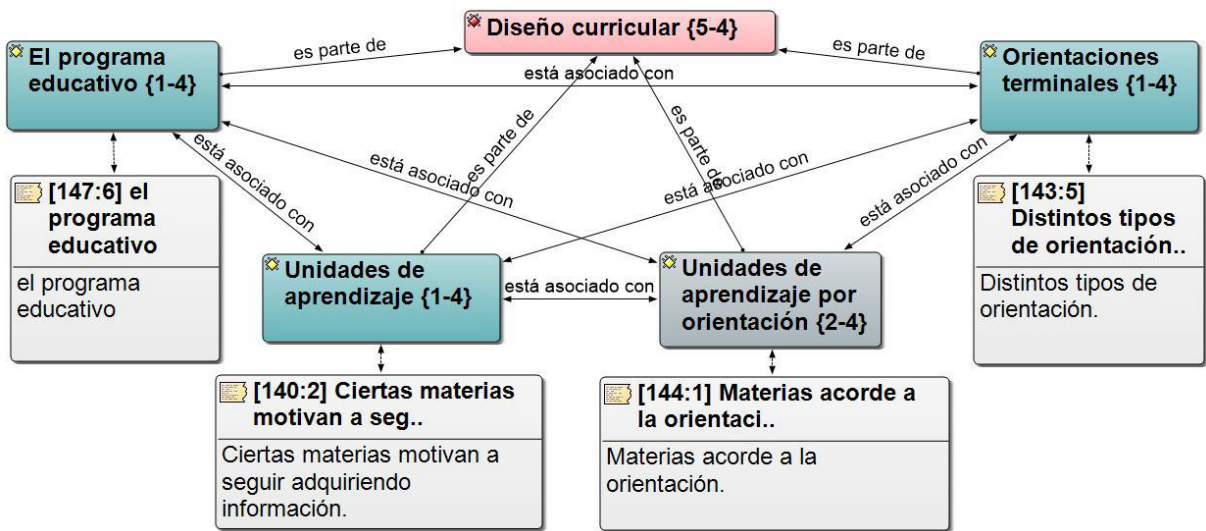 Diseño curricular {5-4}
El programa
educativo {1-4}
Orientaciones
terminales {1-4}
es parte de
es parte de
está asociado con
es parte de
es parte de
está asociado con
está asociado con
está asociado con
está asociado con
[147:6] el
programa
educativo
el programa
educativo
[143:5]
Distintos tipos
de orientación..
Distintos tipos de
orientación.
Unidades de
aprendizaje {1-4}
está asociado con
Unidades de
aprendizaje por
orientación {2-4}
[140:2] Ciertas materias
motivan a seg..
Ciertas materias motivan a
seguir adquiriendo
información.
[144:1] Materias acorde a
la orientaci..
Materias acorde a la
orientación.